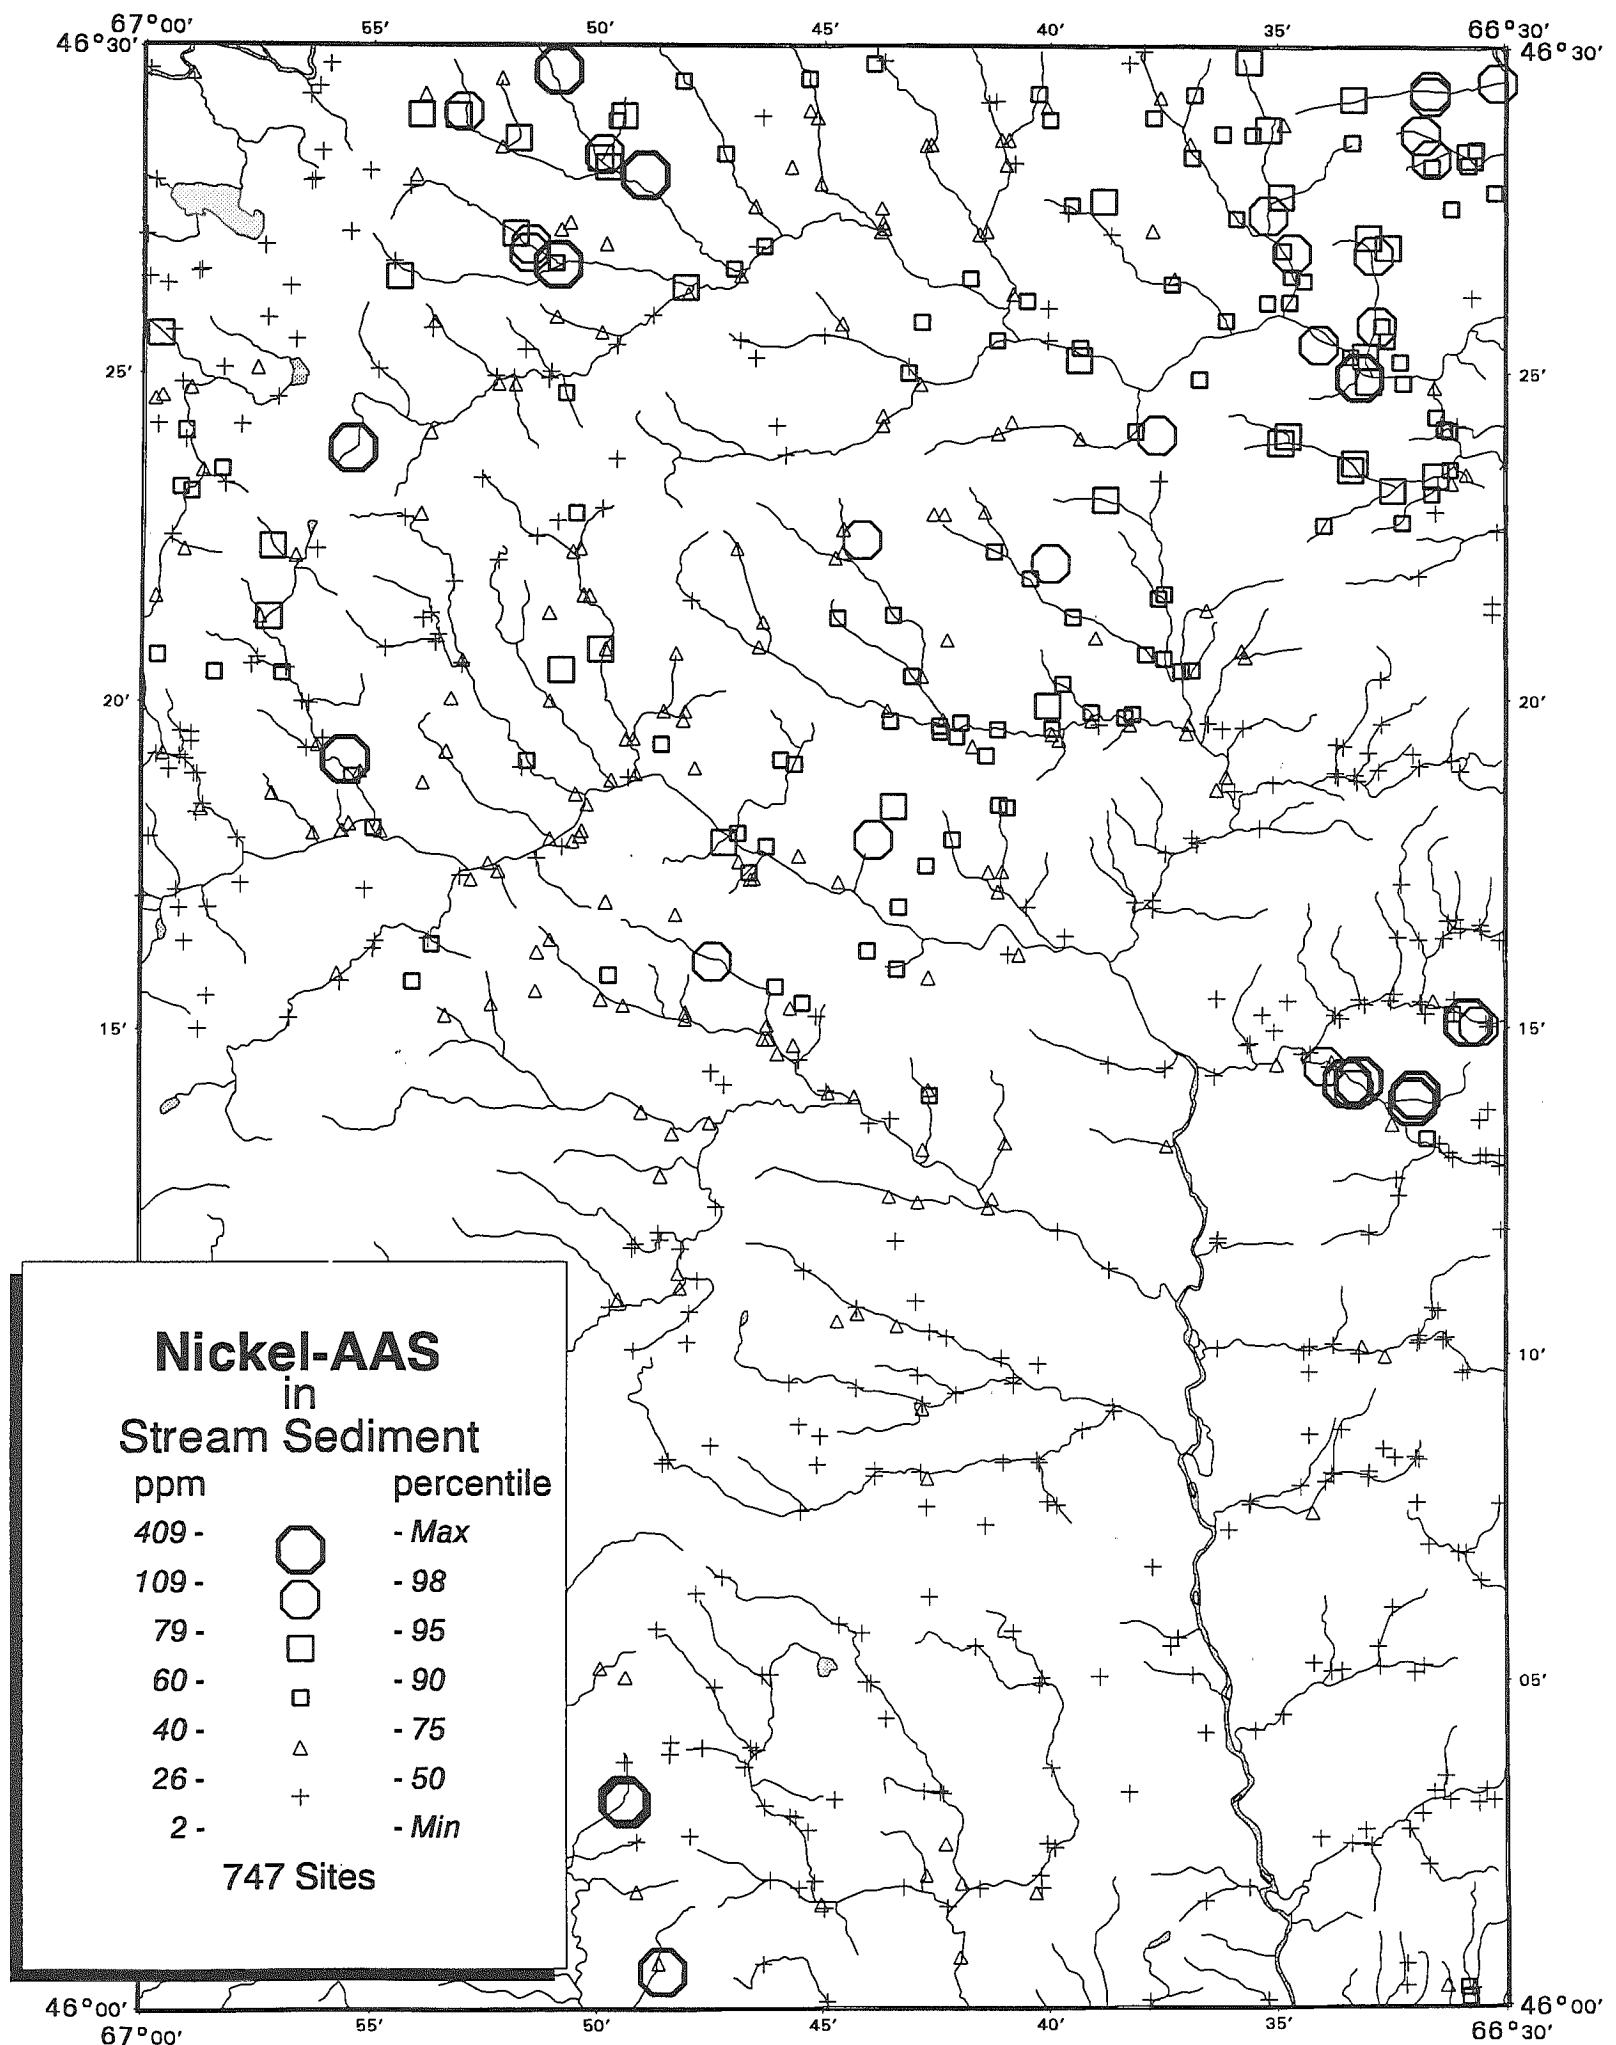 67°00′ 55′ 50′ 45′ 40′ 35′ 66°30′
46°30′ 46°30′
25′ 25′
20′ 20′
15′ 15′
10′
05′
Nickel-AAS
in
Stream Sediment
ppm percentile
409 - - Max
109 - - 98
79 - - 95
60 - - 90
40 - - 75
26 - - 50
2 - - Min
747 Sites
46°00′ 46°00′
67°00′ 55′ 50′ 45′ 40′ 35′ 66°30′